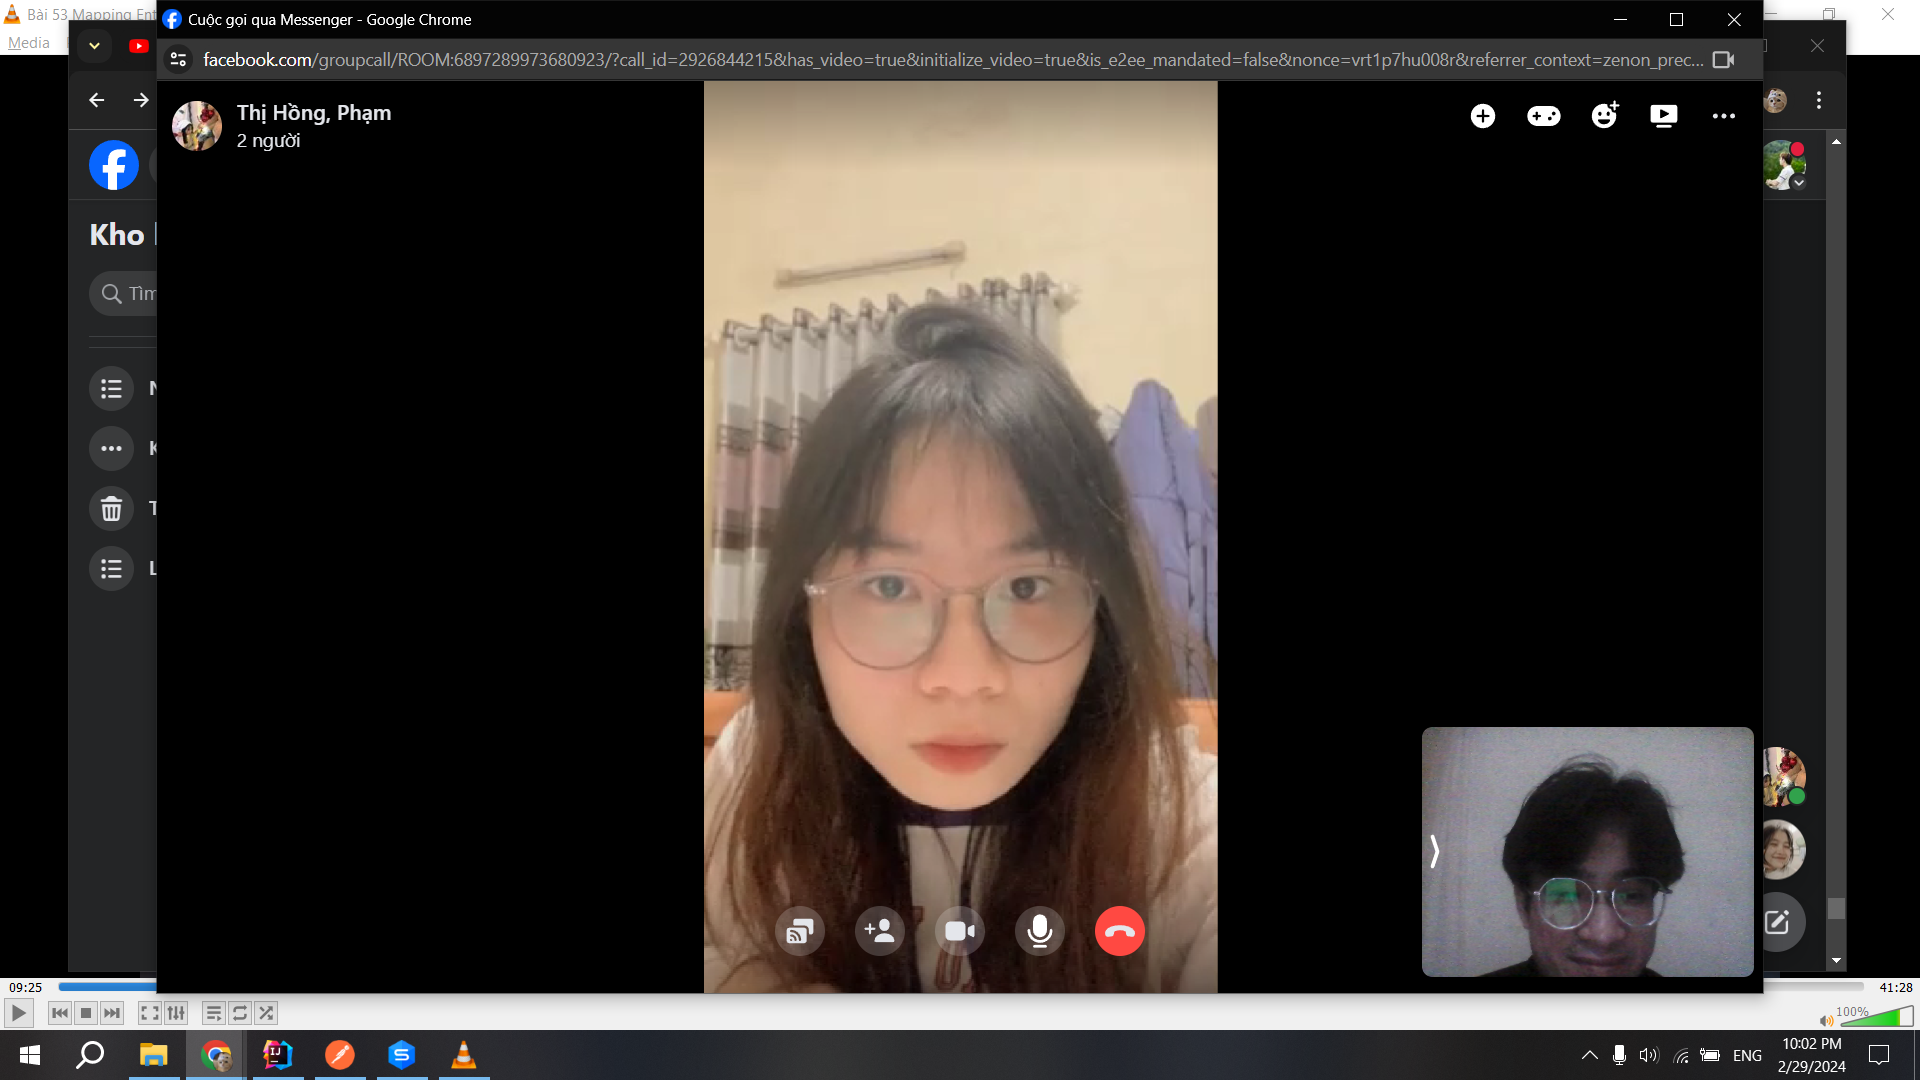 Bài 53 Mapping Ent
Media
Cuộc gọi qua Messenger - Google Chrome
facebook.com/groupcall/ROOM:6897289973680923/?call_id=2926844215&has_video=true&initialize_video=true&is_e2ee_mandated=false&nonce=vrt1p7hu008r&referrer_context=zenon_prec...
Thị Hồng, Phạm
2 người
Kho
Tìm
N
K
T
L
09:25
41:28
100%
IJ
S
ENG
10:02 PM
2/29/2024